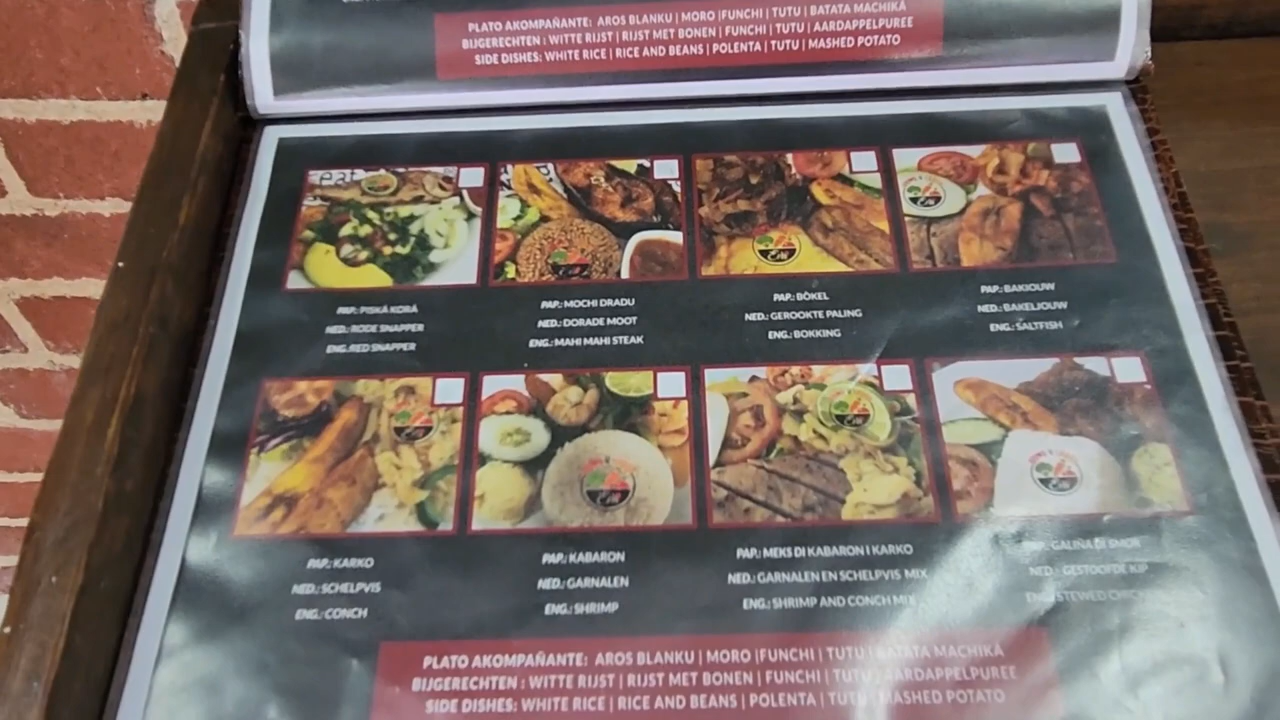 PLATO AKOMPAÑANTE: AROS BLANKU | MORO |FUNCHI | TUTU | BATATA MACHIKÁ
BIJGERECHTEN : WITTE RIJST | RIJST MET BONEN | FUNCHI | TUTU | AARDAPPELPUREE
SIDE DISHES: WHITE RICE | RICE AND BEANS | POLENTA | TUTU | MASHED POTATO
PAP.: PISKÁ KORÁ
NED.: RODE SNAPPER
ENG.:RED SNAPPER
PAP.: MOCHI DRADU
NED.: DORADE MOOT
ENG.: MAHI MAHI STEAK
PAP.: BÒKEL
NED.: GEROOKTE PALING
ENG.: BOKKING
PAP.: BAKIOUW
NED.: BAKELJOUW
ENG.: SALTFISH
PAP.: KARKO
NED.: SCHELPVIS
ENG.: CONCH
PAP.: KABARON
NED.: GARNALEN
ENG.: SHRIMP
PAP.: MEKS DI KABARON I KARKO
NED.: GARNALEN EN SCHELPVIS MIX
ENG.: SHRIMP AND CONCH MIX
GALIÑA DI SMOR
NED.: GESTOOFDE KIP
ENG.: STEWED
PLATO AKOMPAÑANTE: AROS BLANKU | MORO |FUNCHI | TUTU | BATATA MACHIKÁ
BIJGERECHTEN : WITTE RIJST | RIJST MET BONEN | FUNCHI | TUTU | AARDAPPELPUREE
SIDE DISHES: WHITE RICE | RICE AND BEANS | POLENTA | TUTU | MASHED POTATO